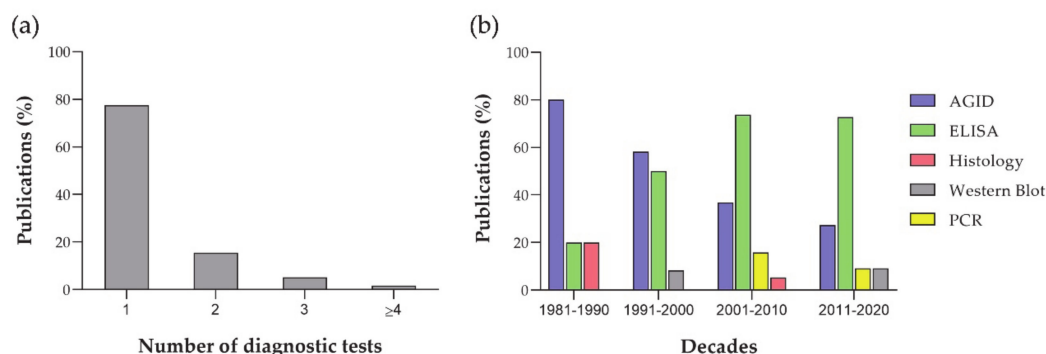 (a)
100
80
60
40
20
0
Publications (%)
1 2 3 ≥4
Number of diagnostic tests
(b)
100
80
60
40
20
0
Publications (%)
1981-1990 1991-2000 2001-2010 2011-2020
Decades
AGID
ELISA
Histology
Western Blot
PCR